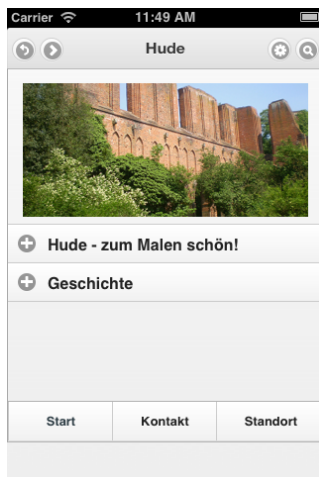 Carrier 11:49 AM
Hude
Hude - zum Malen schön!
Geschichte
Start Kontakt Standort